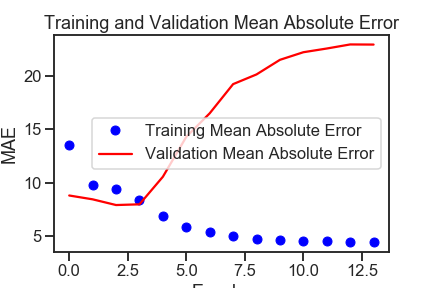 Training and Validation Mean Absolute Error
MAE
20
15
10
5
Training Mean Absolute Error
Validation Mean Absolute Error
0.0 2.5 5.0 7.5 10.0 12.5